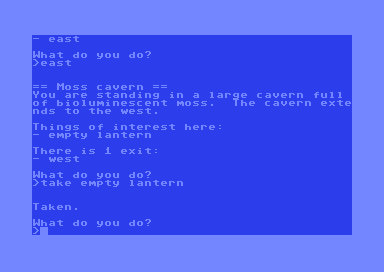 - east
What do you do?
>east
== Moss cavern ==
You are standing in a large cavern full
of bioluminescent moss.  The cavern exte
nds to the west.
Things of interest here:
- empty lantern
There is 1 exit:
- west
What do you do?
>take empty lantern
Taken.
What do you do?
>